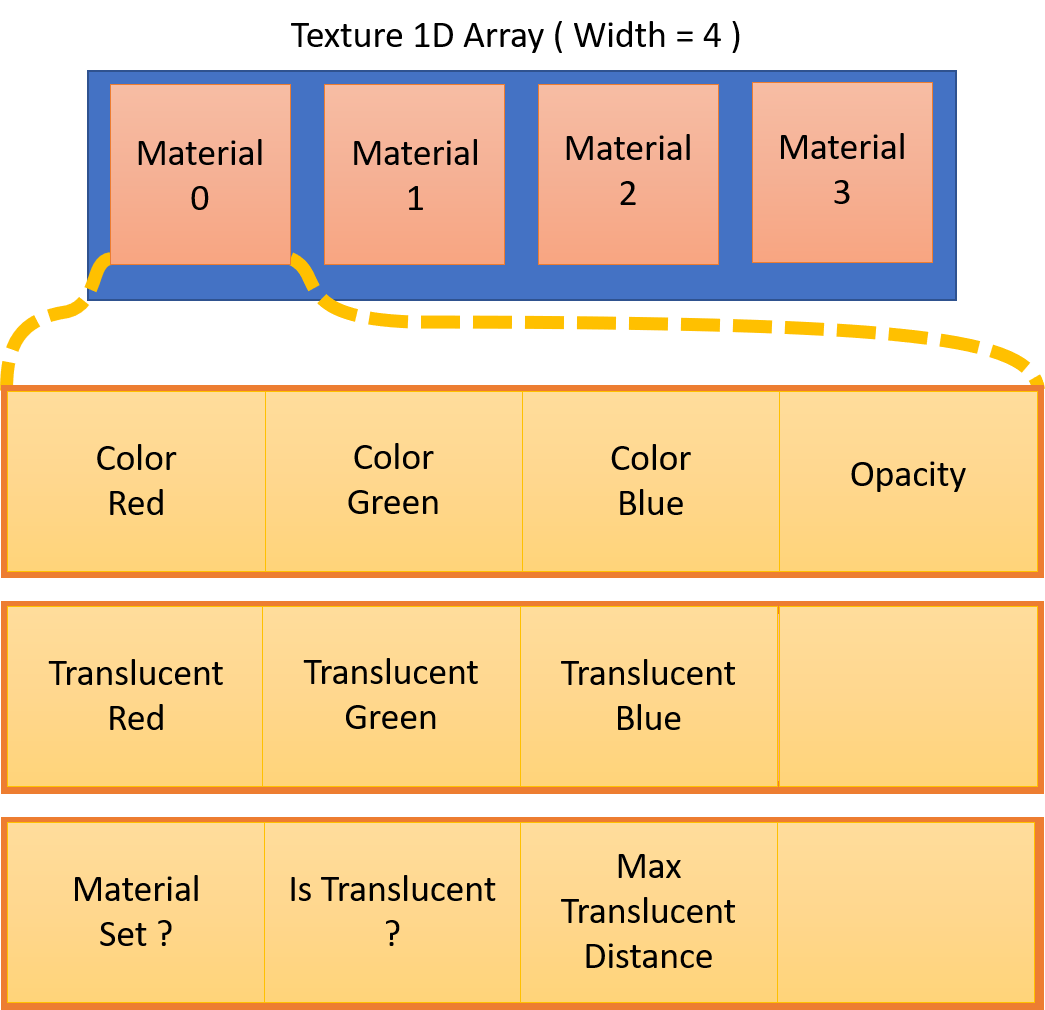 Texture 1D Array ( Width = 4 )
Material
0
Material
1
Material
2
Material
3
Color
Red
Color
Green
Color
Blue
Opacity
Translucent
Red
Translucent
Green
Translucent
Blue
Material
Set ?
Is Translucent
?
Max
Translucent
Distance